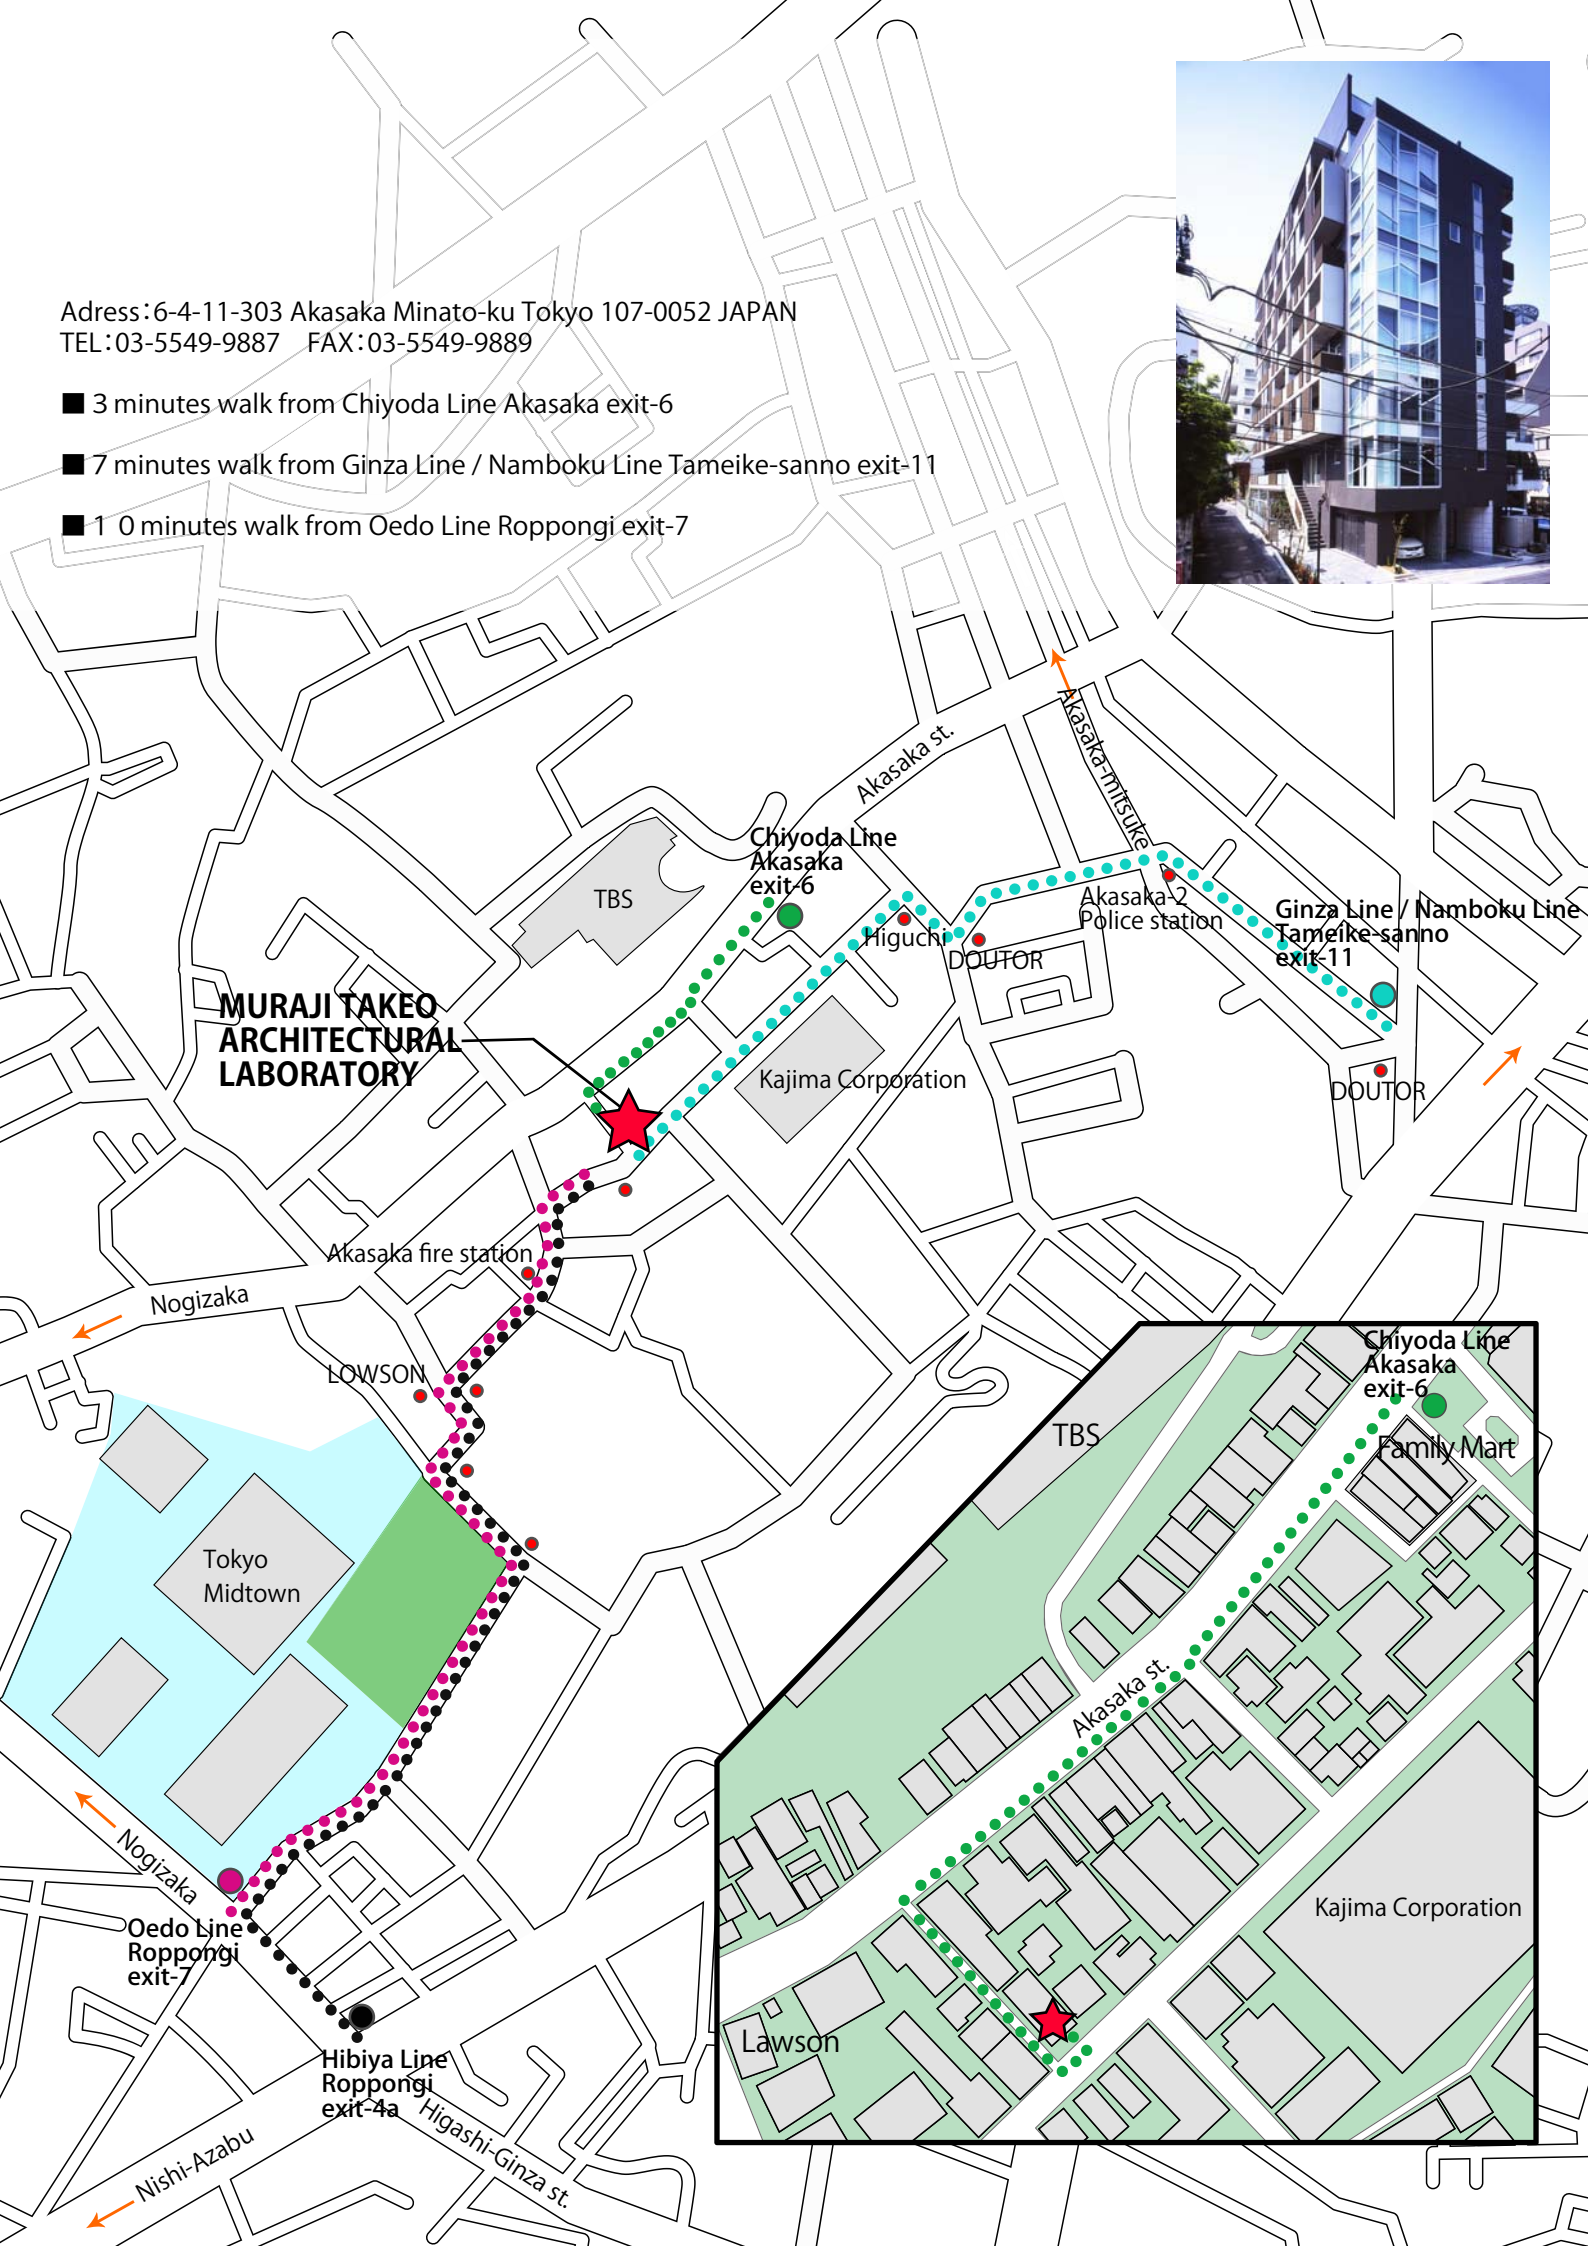 Adress：6-4-11-303 Akasaka Minato-ku Tokyo 107-0052 JAPAN
TEL：03-5549-9887　FAX：03-5549-9889
■ 3 minutes walk from Chiyoda Line Akasaka exit-6
■ 7 minutes walk from Ginza Line / Namboku Line Tameike-sanno exit-11
■ 1 0 minutes walk from Oedo Line Roppongi exit-7
Akasaka-mitsuke
Akasaka st.
Chiyoda Line
Akasaka
exit-6
TBS
Akasaka-2
Police station
Higuchi
DOUTOR
Ginza Line / Namboku Line
Tameike-sanno
exit-11
MURAJI TAKEO
ARCHITECTURAL
LABORATORY
Kajima Corporation
DOUTOR
Akasaka fire station
Nogizaka
LOWSON
Tokyo
Midtown
Nogizaka
Oedo Line
Roppongi
exit-7
Hibiya Line
Roppongi
exit-4a
Higashi-Ginza st.
Nishi-Azabu
Chiyoda Line
Akasaka
exit-6
TBS
Family Mart
Akasaka st.
Kajima Corporation
Lawson